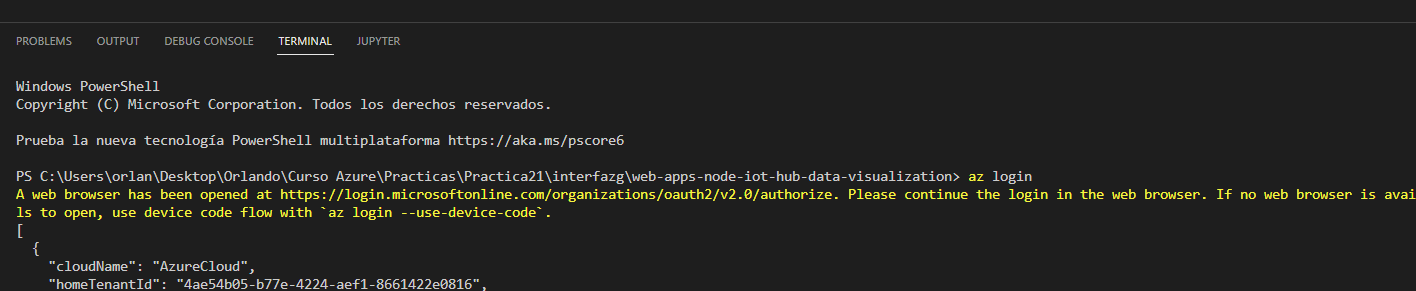 PROBLEMS OUTPUT DEBUG CONSOLE TERMINAL JUPYTER
Windows PowerShell
Copyright (C) Microsoft Corporation. Todos los derechos reservados.
Prueba la nueva tecnología PowerShell multiplataforma https://aka.ms/pscore6
PS C:\Users\orlan\Desktop\Orlando\Curso Azure\Practicas\Practica21\interfazg\web-apps-node-iot-hub-data-visualization> az login
A web browser has been opened at https://login.microsoftonline.com/organizations/oauth2/v2.0/authorize. Please continue the login in the web browser. If no web browser is avai
ls to open, use device code flow with `az login --use-device-code`.
[
{
"cloudName": "AzureCloud",
"homeTenantId": "4ae54b05-b77e-4224-aef1-8661422e0816",